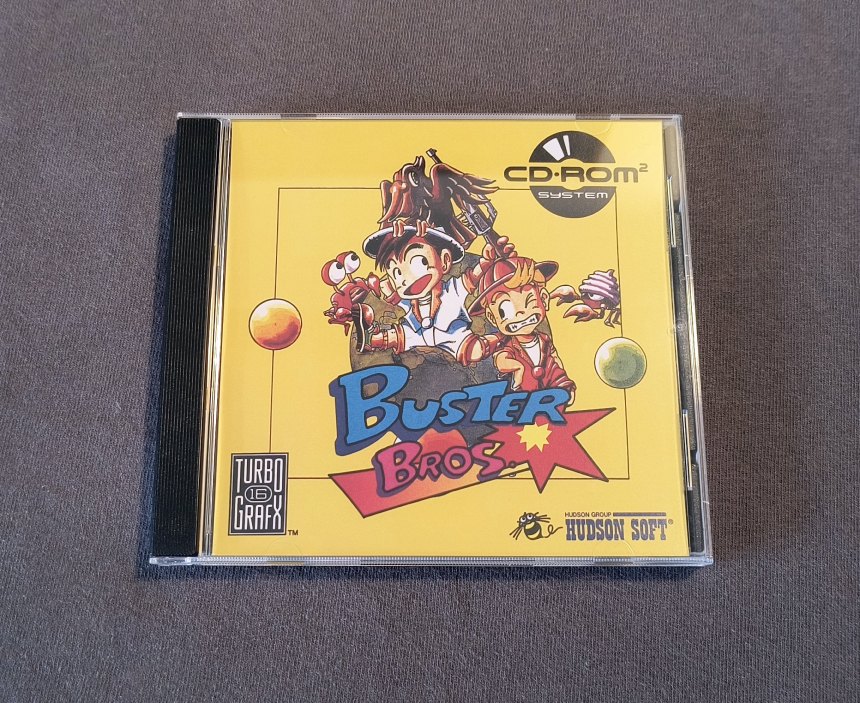 CD-ROM²
SYSTEM
BUSTER
BROS.
TURBO
16
GRAFX
TM
HUDSON GROUP
HUDSON SOFT®